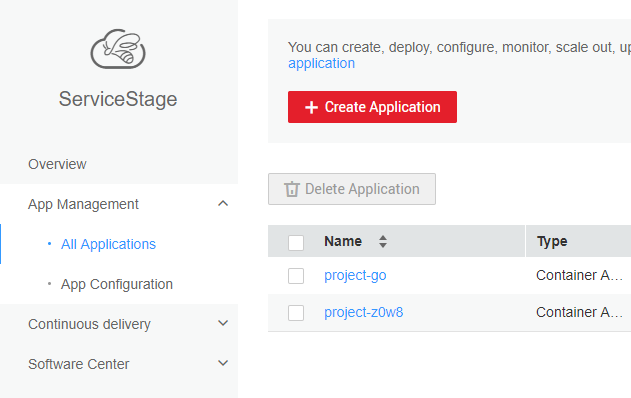 ServiceStage
Overview
App Management
All Applications
App Configuration
Continuous delivery
Software Center
You can create, deploy, configure, monitor, scale out, up
application
+ Create Application
Delete Application
Name Type
project-go Container A...
project-z0w8 Container A...